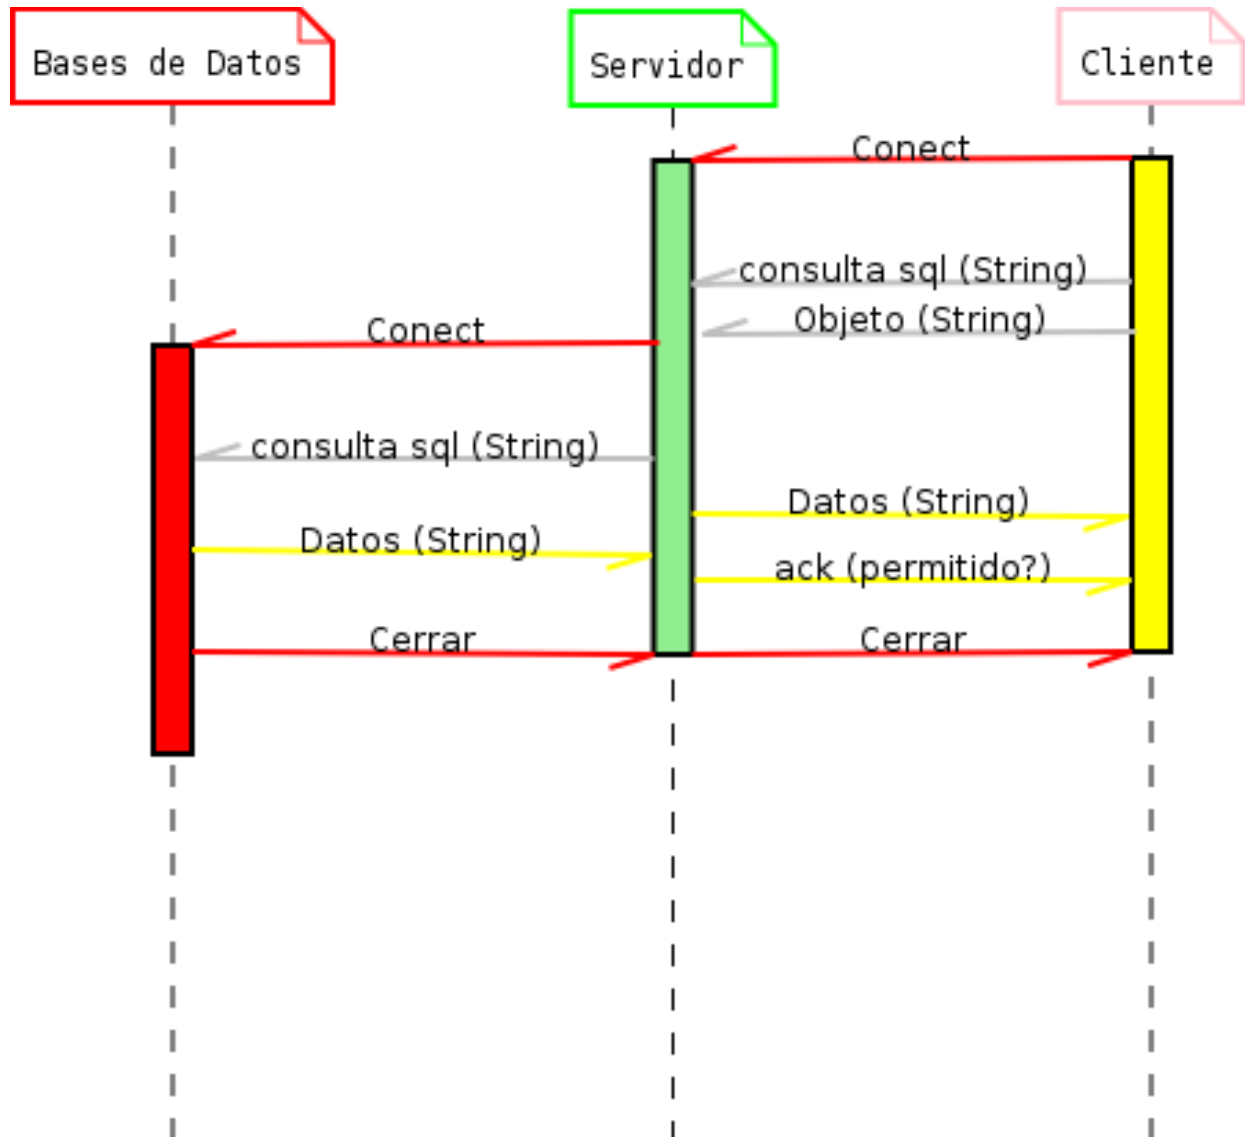 Bases de Datos
Servidor
Cliente
Conect
consulta sql (String)
Objeto (String)
Conect
consulta sql (String)
Datos (String)
Datos (String)
ack (permitido?)
Cerrar
Cerrar